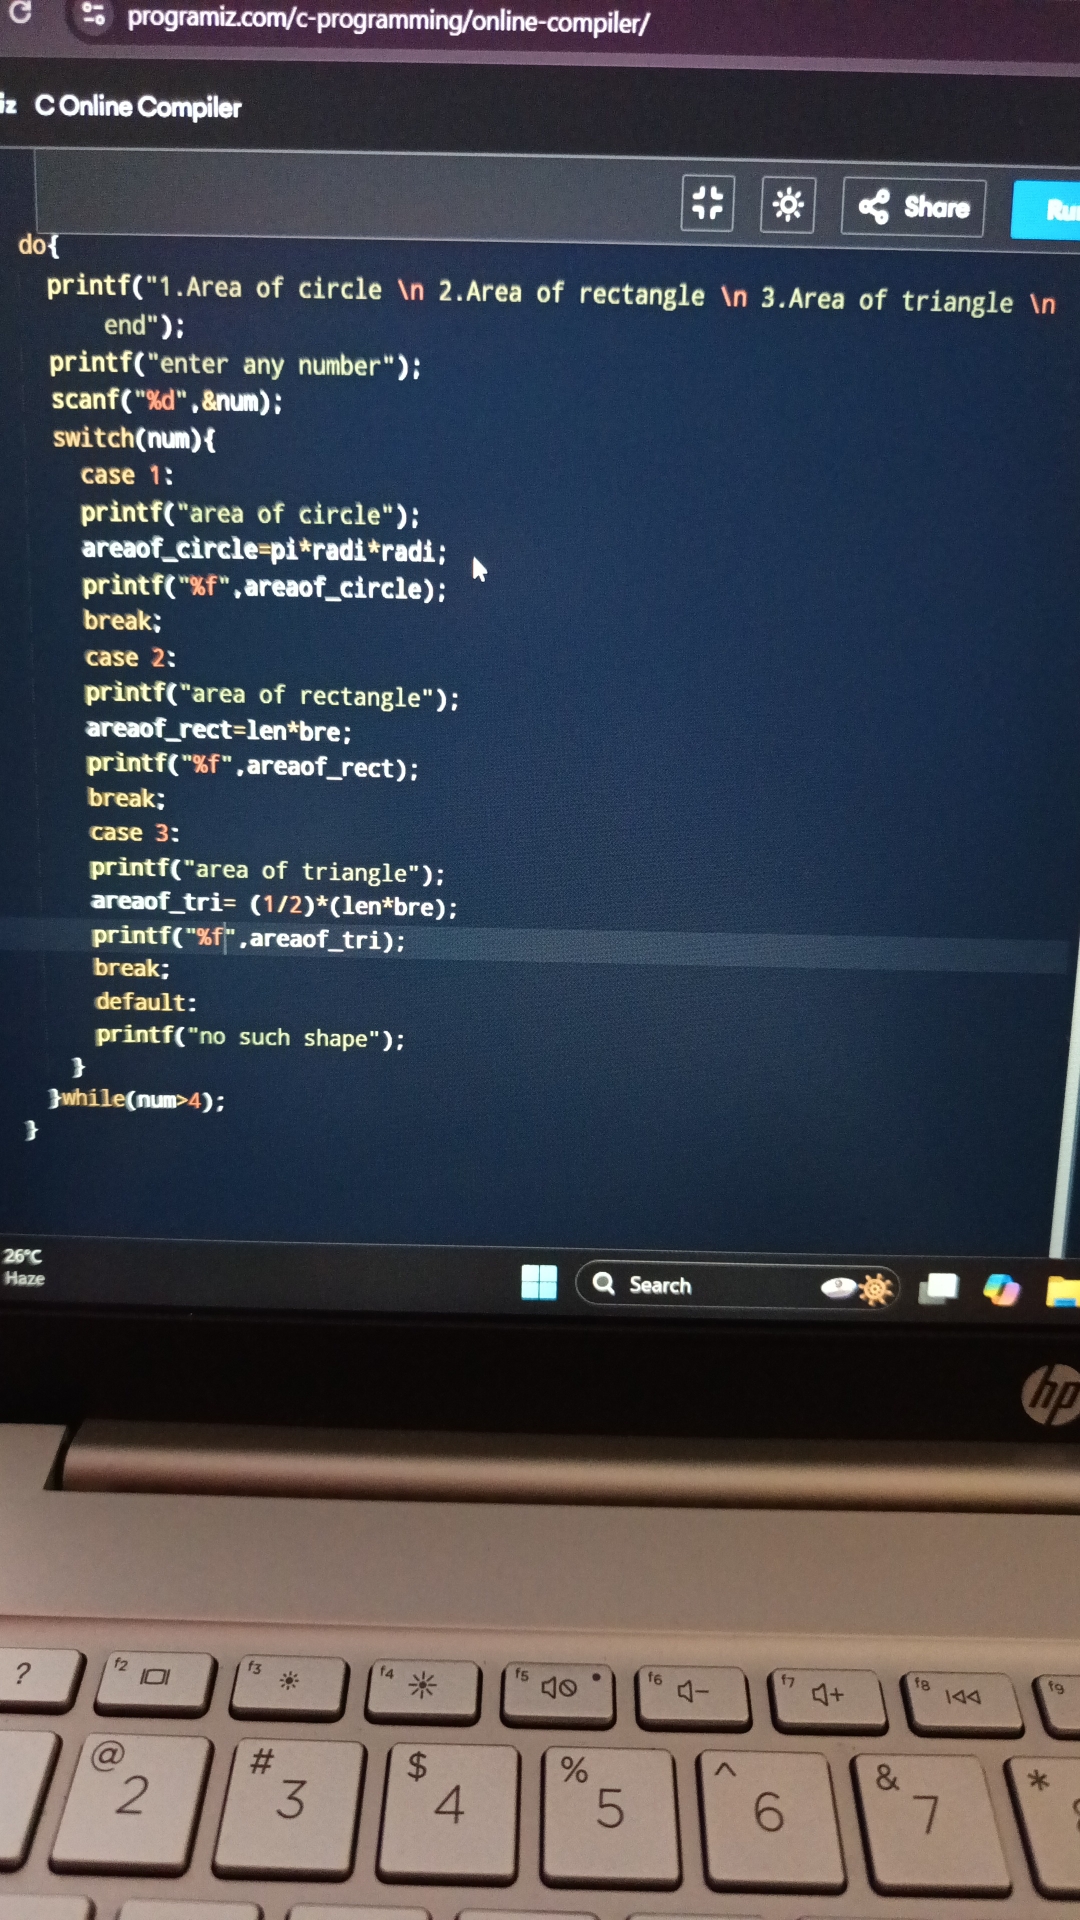 programiz.com/c-programming/online-compiler/
iz C Online Compiler
Share
Ru
do{
printf("1.Area of circle \n 2.Area of rectangle \n 3.Area of triangle \n
end");
printf("enter any number");
scanf("%d",&num);
switch(num){
case 1:
printf("area of circle");
areaof_circle=pi*radi*radi;
printf("%f",areaof_circle);
break;
case 2:
printf("area of rectangle");
areaof_rect=len*bre;
printf("%f",areaof_rect);
break;
case 3:
printf("area of triangle");
areaof_tri= (1/2)*(len*bre);
printf("%f",areaof_tri);
break;
default:
printf("no such shape");
}
}while(num>4);
}
26°C
Haze
Search
hp
? f2 f3 f4 f5 f6 f7 f8 f9
@ # $ % ^ & *
2 3 4 5 6 7